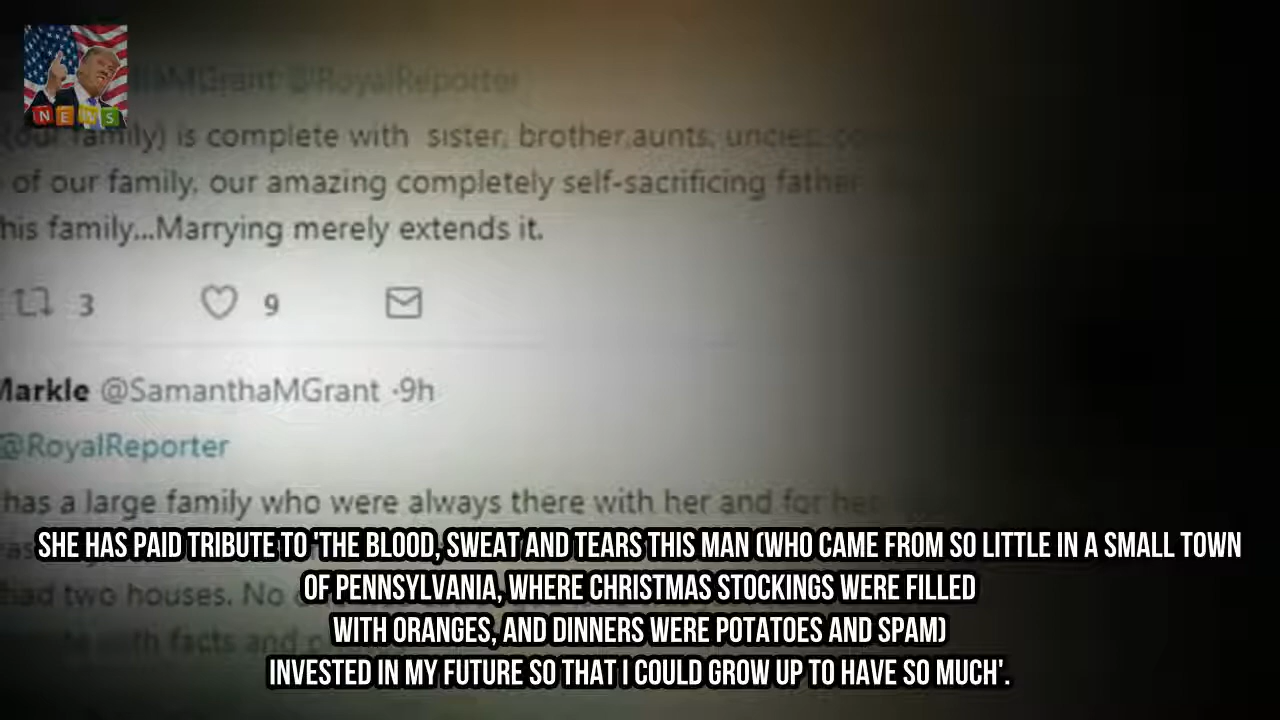 NEWS
@RoyalReporter
(our family) is complete with sister, brother,aunts, uncles,
of our family, our amazing completely self-sacrificing father
his family...Marrying merely extends it.
3 9
Markle @SamanthaMGrant ·9h
@RoyalReporter
has a large family who were always there with her and for her
SHE HAS PAID TRIBUTE TO 'THE BLOOD, SWEAT AND TEARS THIS MAN (WHO CAME FROM SO LITTLE IN A SMALL TOWN
OF PENNSYLVANIA, WHERE CHRISTMAS STOCKINGS WERE FILLED
had two houses. No
WITH ORANGES, AND DINNERS WERE POTATOES AND SPAM)
facts and
INVESTED IN MY FUTURE SO THAT I COULD GROW UP TO HAVE SO MUCH'.